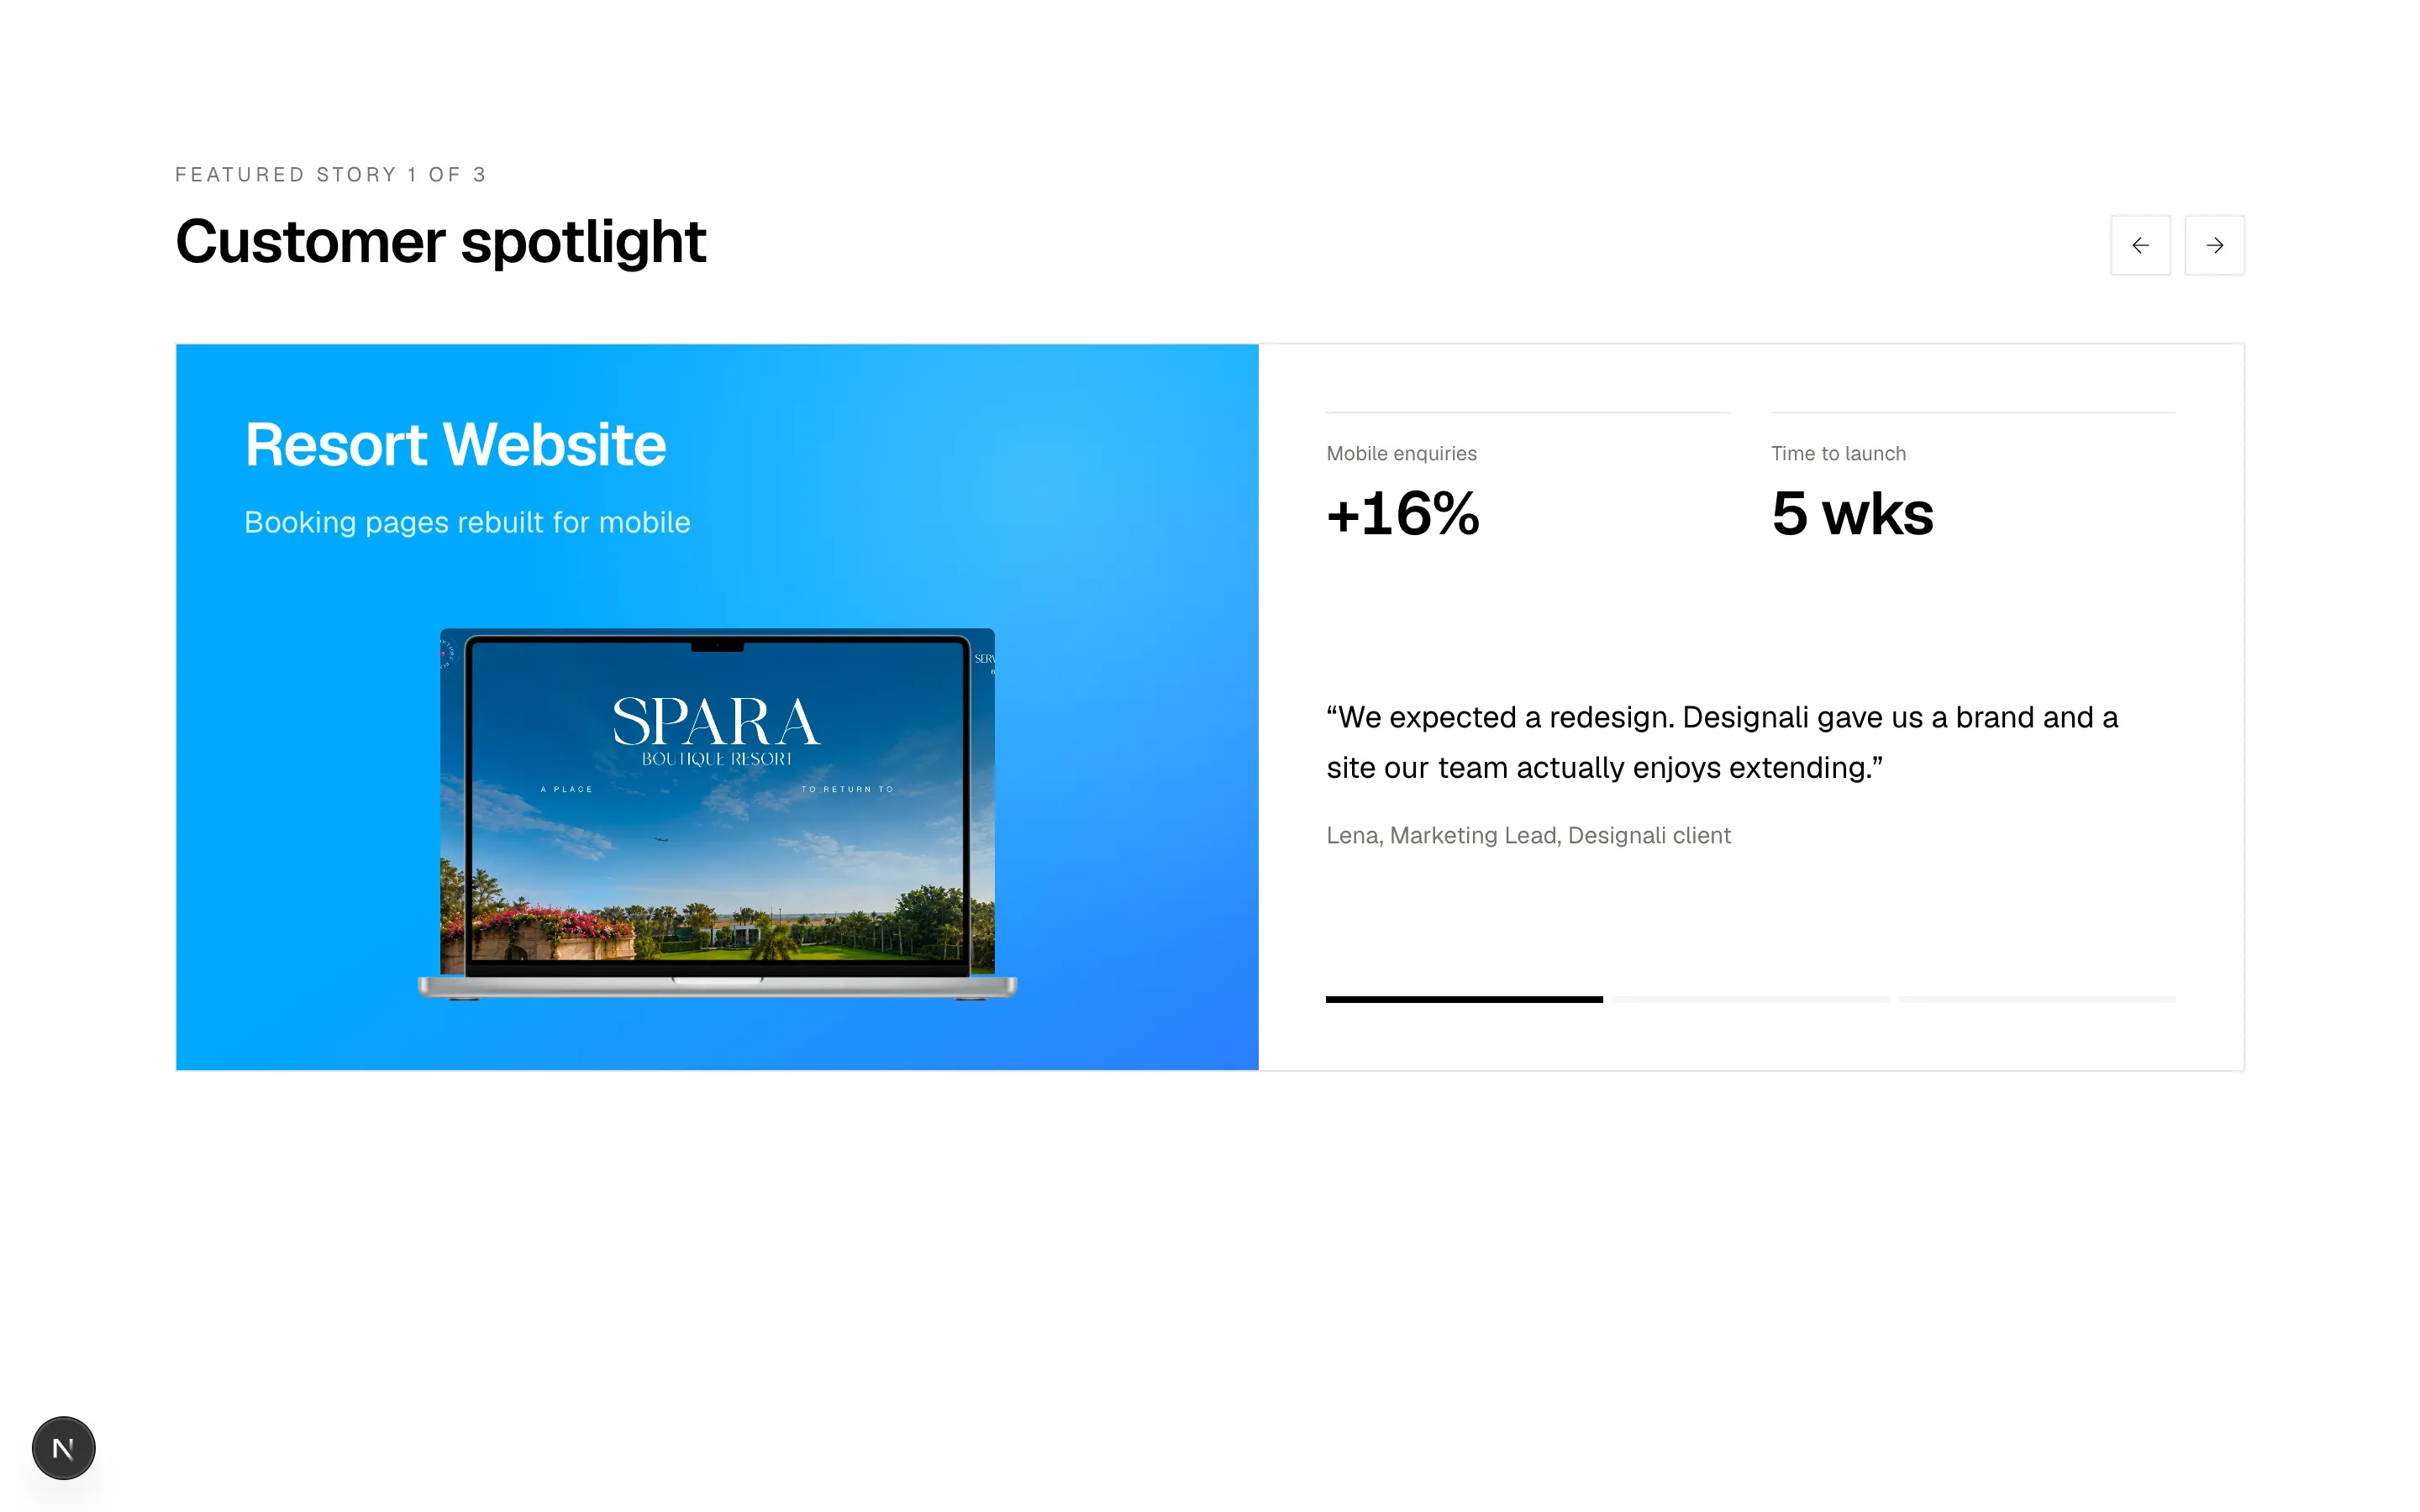 FEATURED STORY 1 OF 3
Customer spotlight
Resort Website
Booking pages rebuilt for mobile
SERV
SPARA
BOUTIQUE RESORT
A PLACE
TO RETURN TO
Mobile enquiries
+16%
Time to launch
5 wks
“We expected a redesign. Designali gave us a brand and a
site our team actually enjoys extending.”
Lena, Marketing Lead, Designali client
N